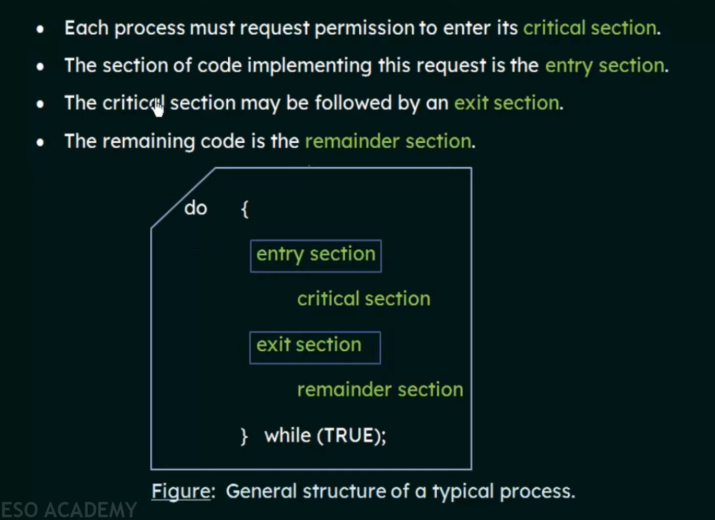 • Each process must request permission to enter its critical section.
• The section of code implementing this request is the entry section.
• The critical section may be followed by an exit section.
• The remaining code is the remainder section.
do {
entry section
critical section
exit section
remainder section
} while (TRUE);
Figure: General structure of a typical process.
ESO ACADEMY